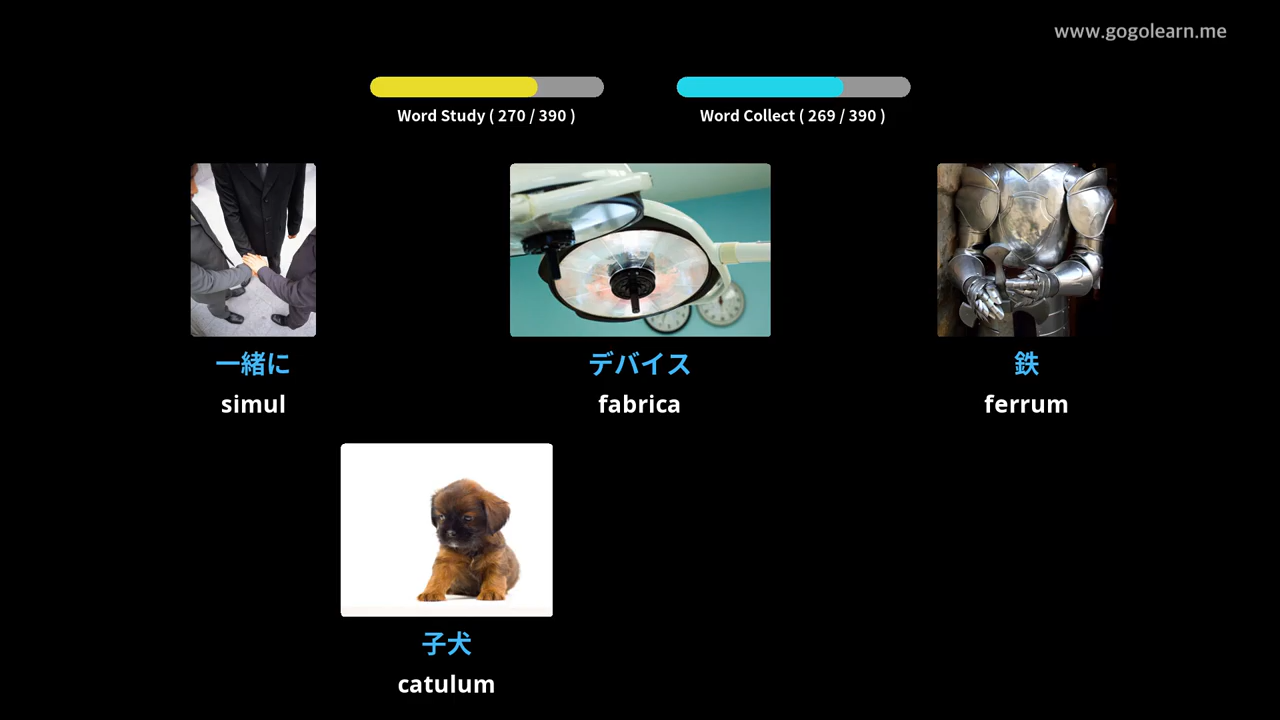 www.gogolearn.me
Word Study ( 270 / 390 )
Word Collect ( 269 / 390 )
一緒に
デバイス
鉄
simul
fabrica
ferrum
子犬
catulum